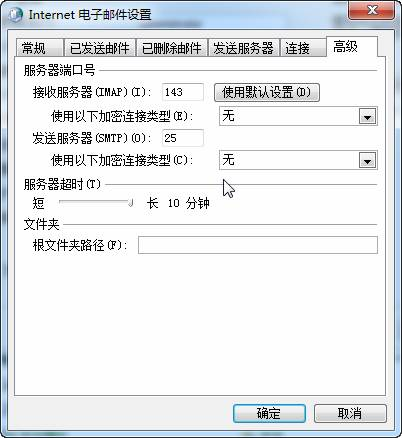 Internet 电子邮件设置
常规 已发送邮件 已删除邮件 发送服务器 连接 高级
服务器端口号
接收服务器(IMAP)(I): 143 使用默认设置(D)
使用以下加密连接类型(E): 无
发送服务器(SMTP)(O): 25
使用以下加密连接类型(C): 无
服务器超时(T)
短 长 10 分钟
文件夹
根文件夹路径(F):
确定 取消